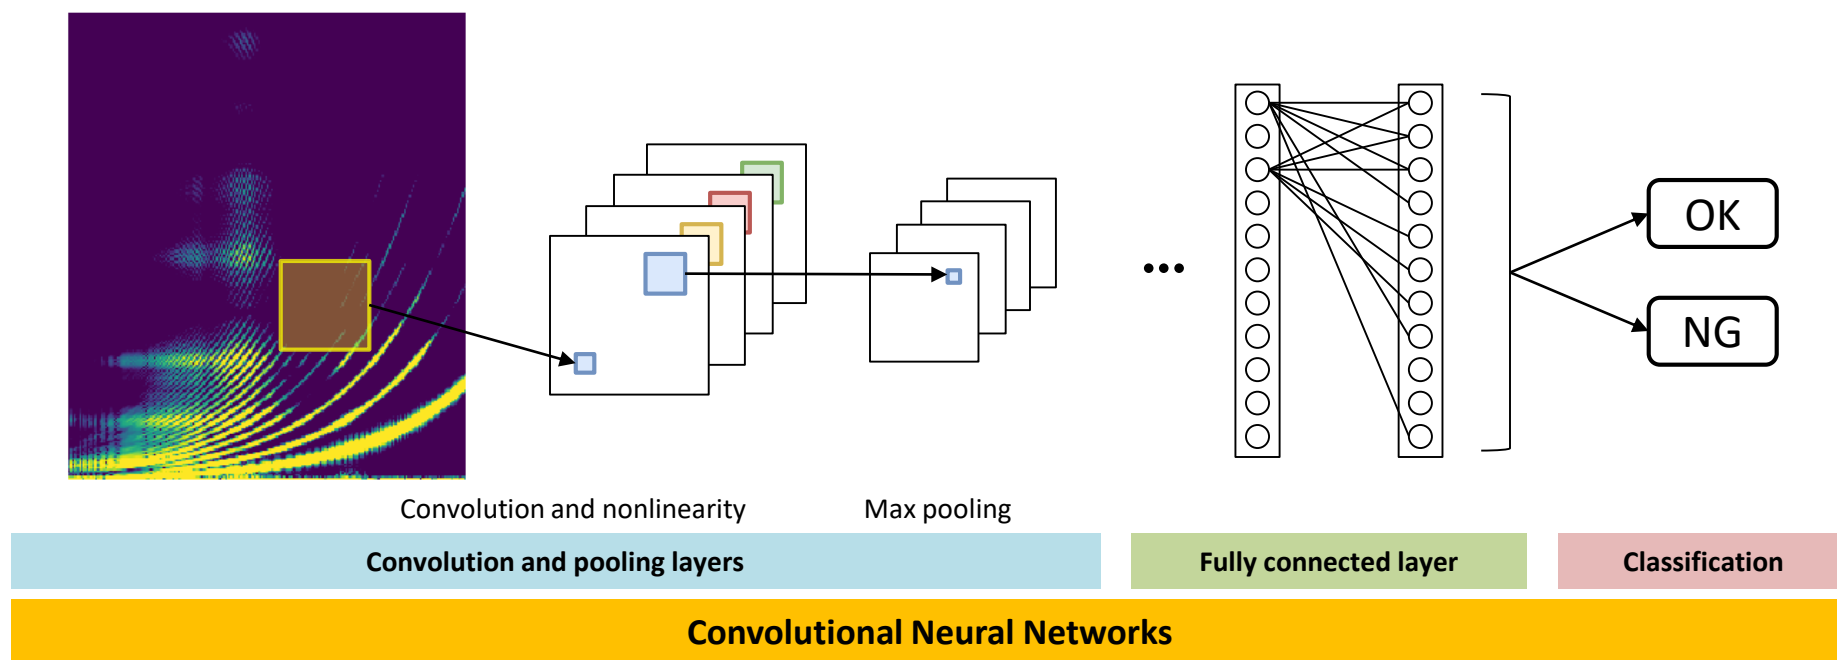 OK
NG
Convolution and nonlinearity
Max pooling
Convolution and pooling layers
Fully connected layer
Classification
Convolutional Neural Networks